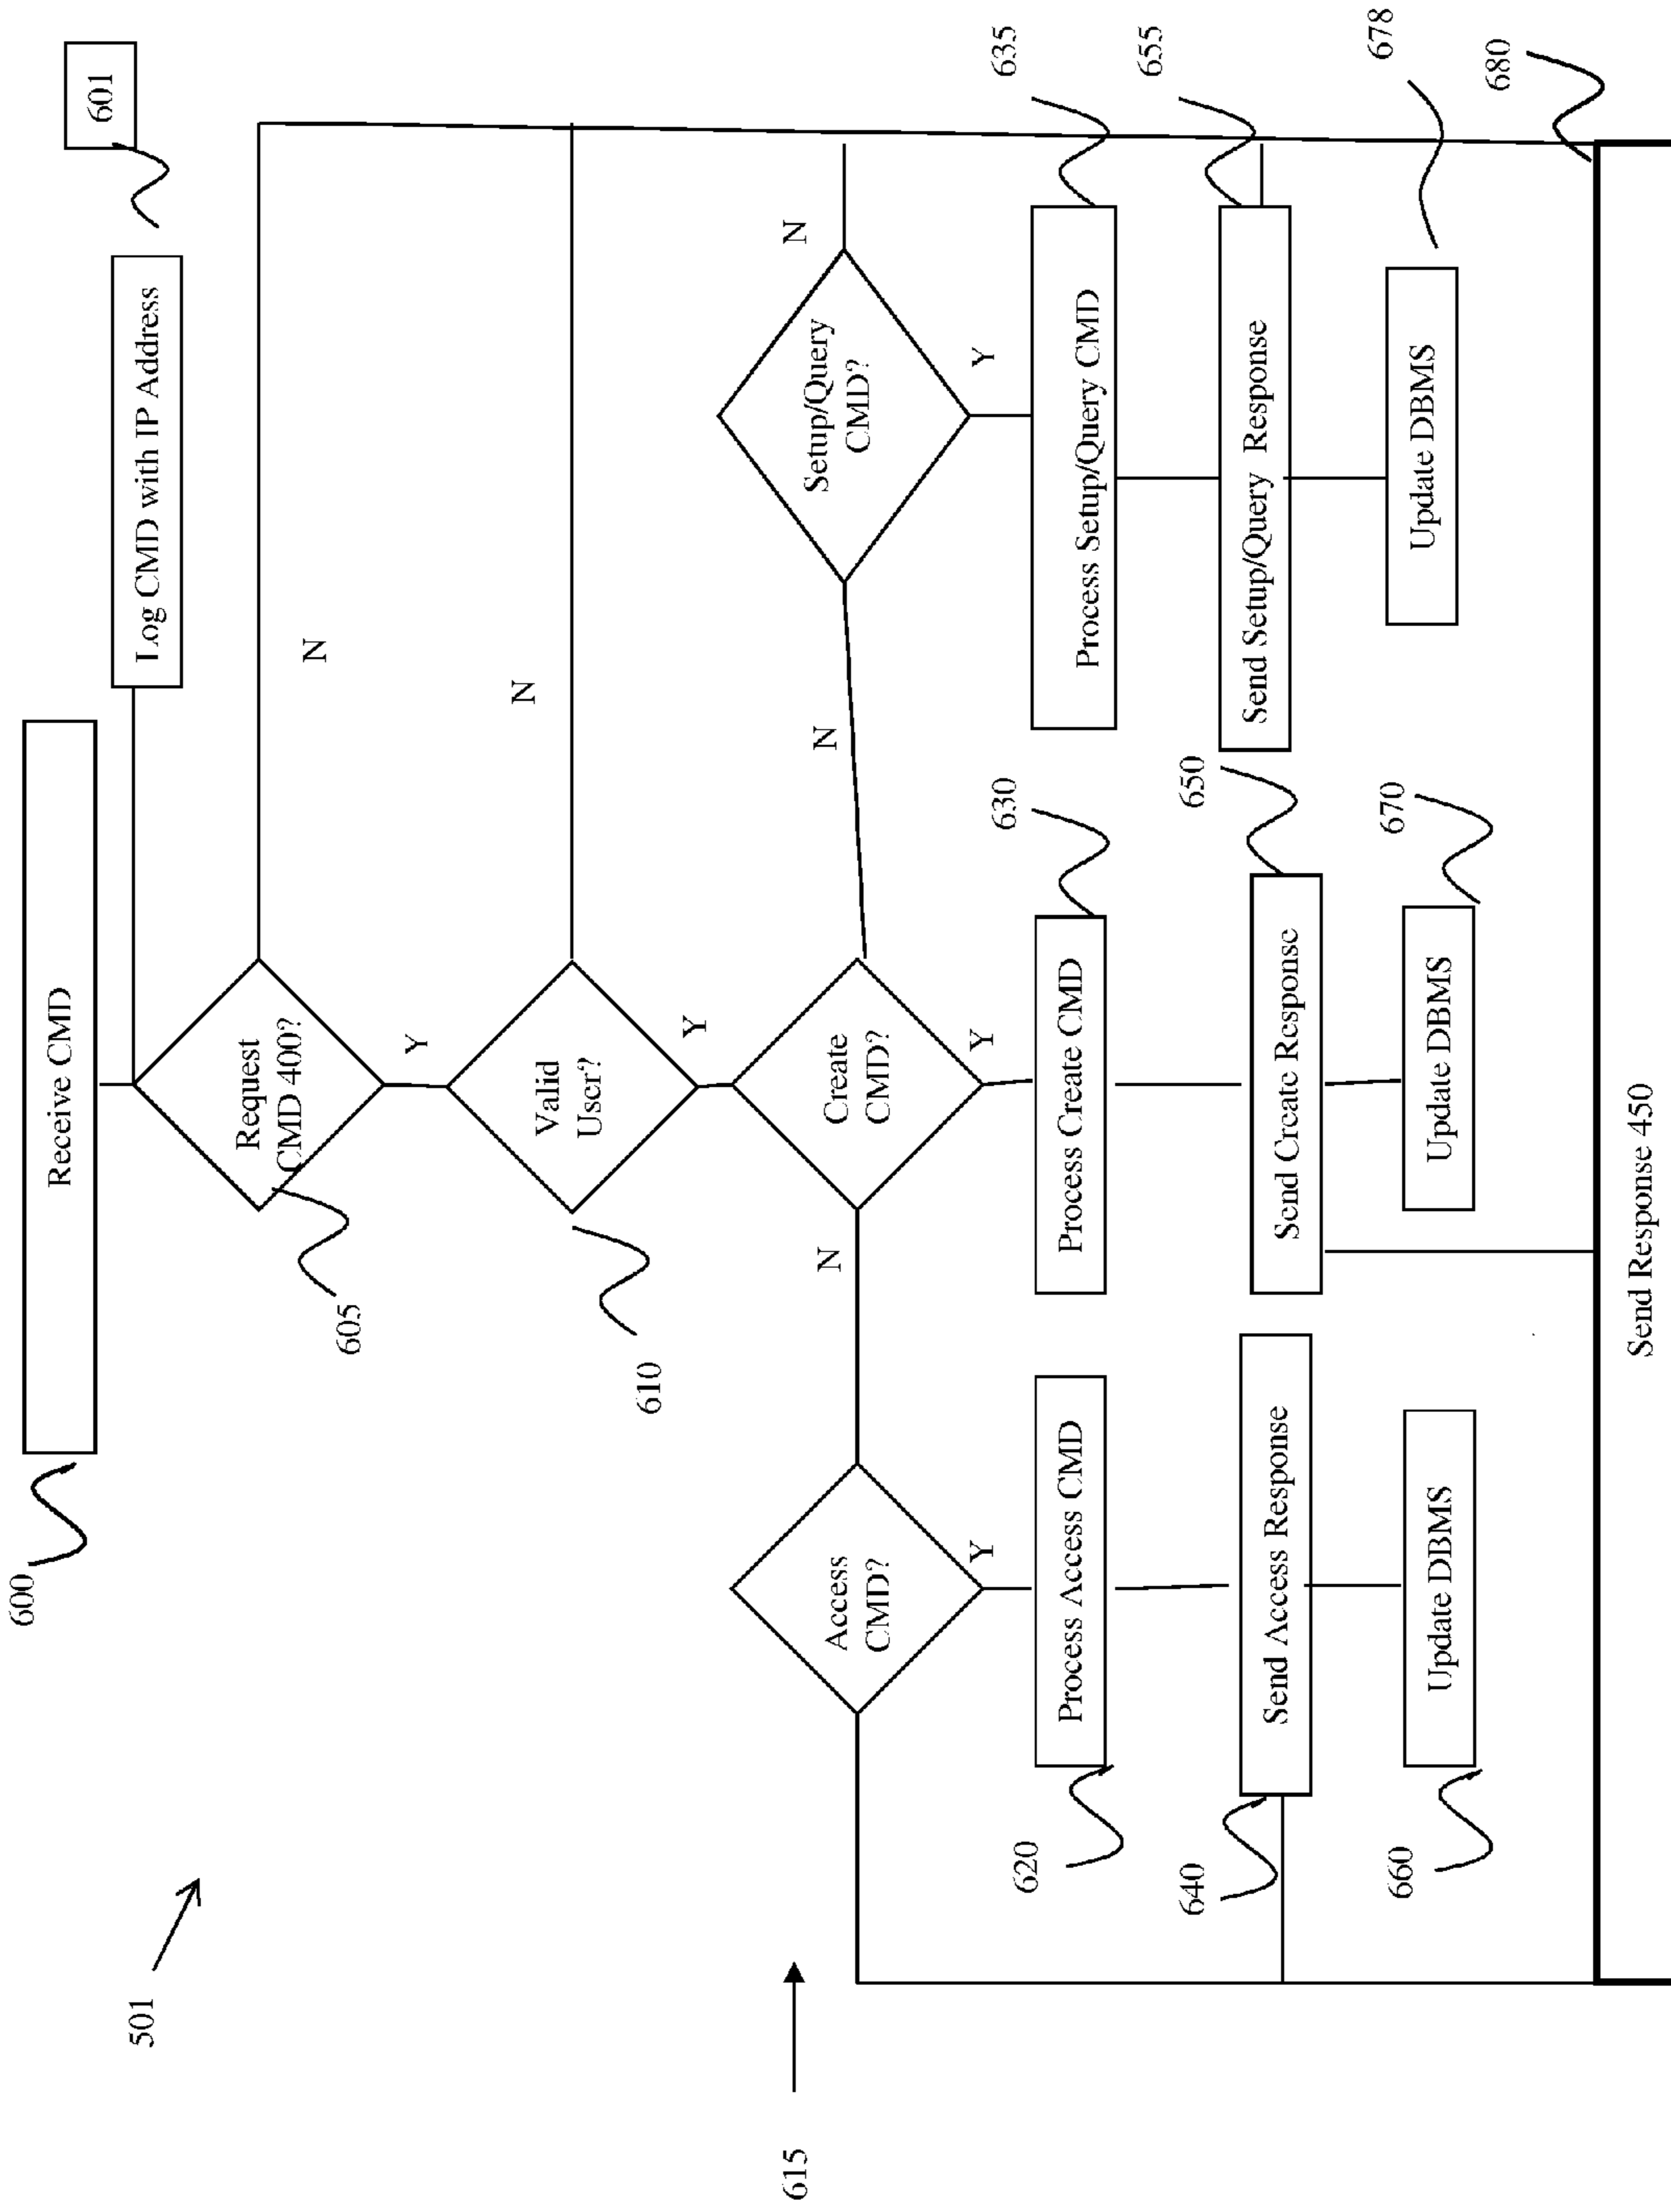 600
Receive CMD
601
Log CMD with IP Address
501
Request
CMD 400?
605
N
Y
Valid
User?
610
N
Y
615
Access
CMD?
N
Create
CMD?
N
Setup/Query
CMD?
N
Y
Y
Y
620
Process Access CMD
630
Process Create CMD
635
Process Setup/Query CMD
640
Send Access Response
650
Send Create Response
655
Send Setup/Query Response
660
Update DBMS
670
Update DBMS
678
Update DBMS
680
Send Response 450